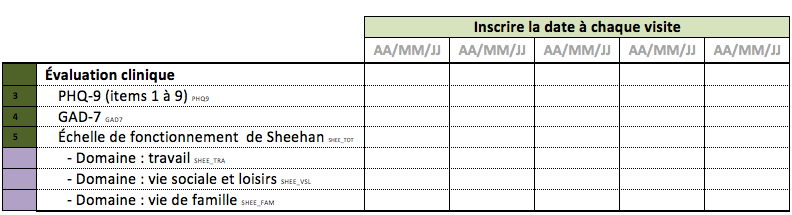 Inscrire la date à chaque visite
AA/MM/JJ AA/MM/JJ AA/MM/JJ AA/MM/JJ AA/MM/JJ
Évaluation clinique
3 PHQ-9 (items 1 à 9) PHQ9
4 GAD-7 GAD7
5 Échelle de fonctionnement de Sheehan SHEE_TOT
- Domaine : travail SHEE_TRA
- Domaine : vie sociale et loisirs SHEE_VSL
- Domaine : vie de famille SHEE_FAM